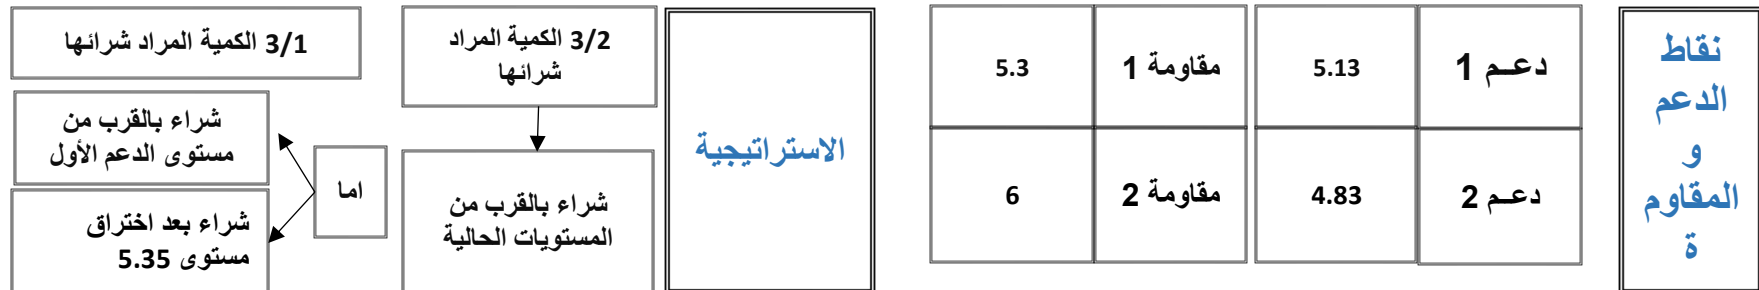 نقاط
الدعم
و
المقاوم
ة
دعـم 1
5.13
مقاومة 1
5.3
دعـم 2
4.83
مقاومة 2
6
الاستراتيجية
3/2 الكمية المراد
شرائها
شراء بالقرب من
المستويات الحالية
3/1 الكمية المراد شرائها
اما
شراء بالقرب من
مستوى الدعم الأول
شراء بعد اختراق
مستوى 5.35